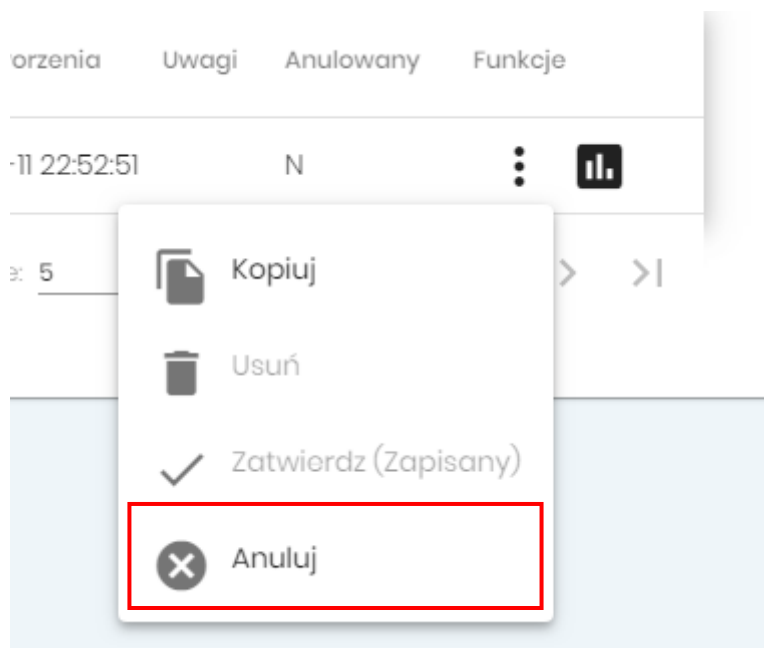 orzenia Uwagi Anulowany Funkcje
-11 22:52:51 N
e: 5
Kopiuj
Usuń
Zatwierdz (Zapisany)
Anuluj